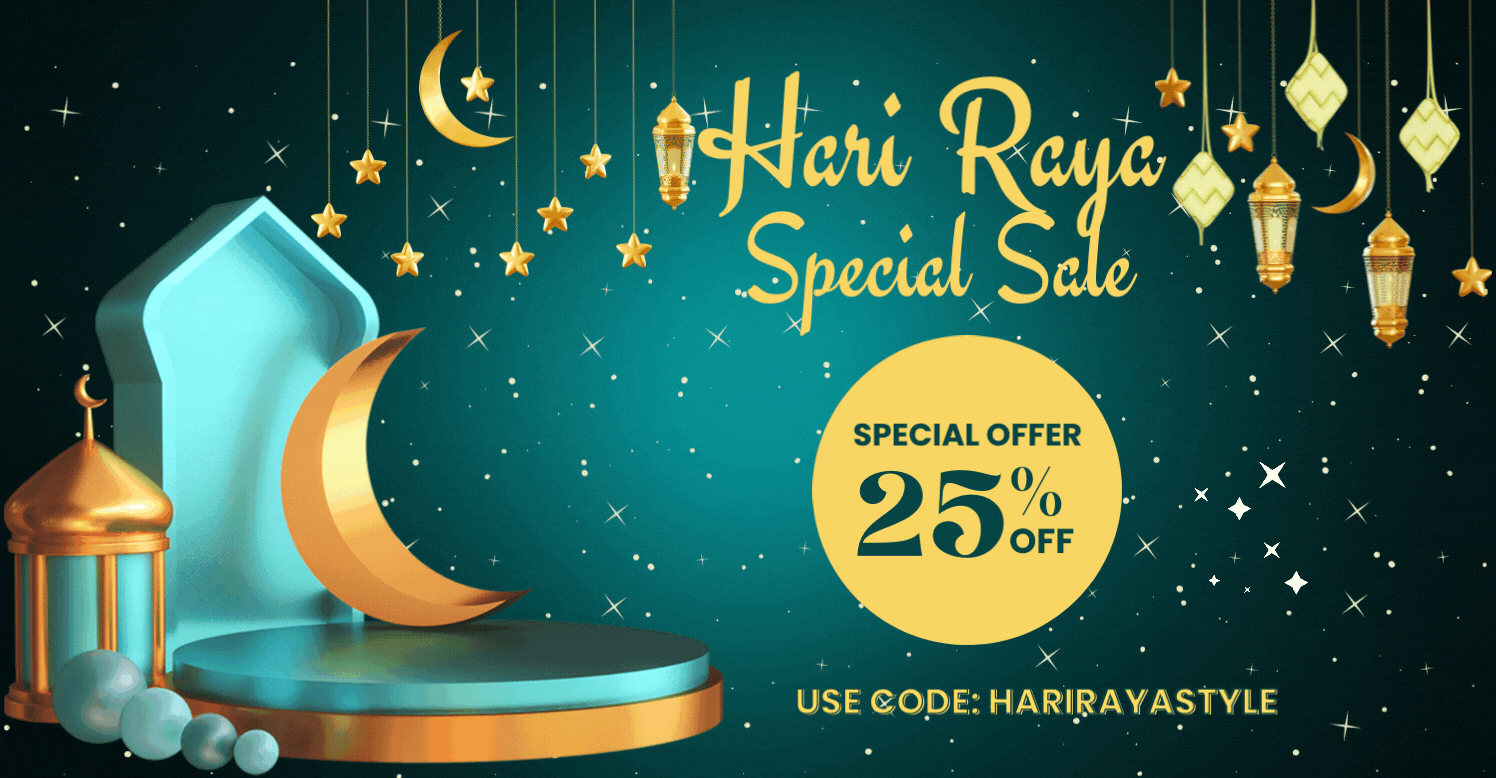 Hari Raya
Special Sale
SPECIAL OFFER
25%
OFF
USE CODE: HARIRAYASTYLE